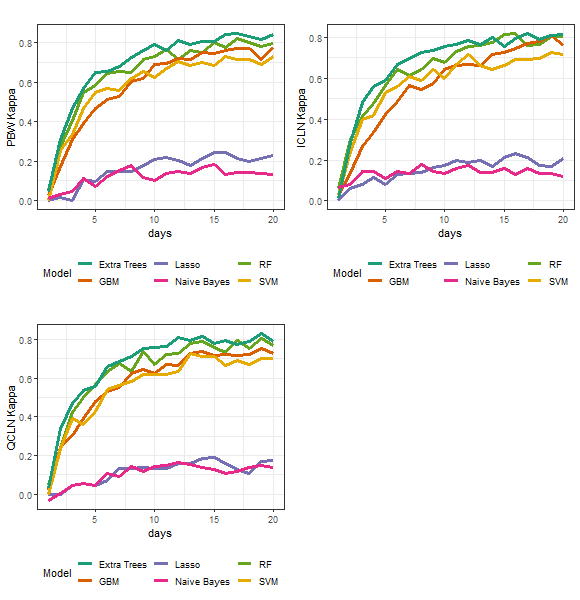 PBW Kappa
0.8
0.6
0.4
0.2
0.0
5
10
15
20
days
Model
Extra Trees
Lasso
RF
GBM
Naive Bayes
SVM
ICLN Kappa
0.8
0.6
0.4
0.2
0.0
5
10
15
20
days
Model
Extra Trees
Lasso
RF
GBM
Naive Bayes
SVM
QCLN Kappa
0.8
0.6
0.4
0.2
0.0
5
10
15
20
days
Model
Extra Trees
Lasso
RF
GBM
Naive Bayes
SVM